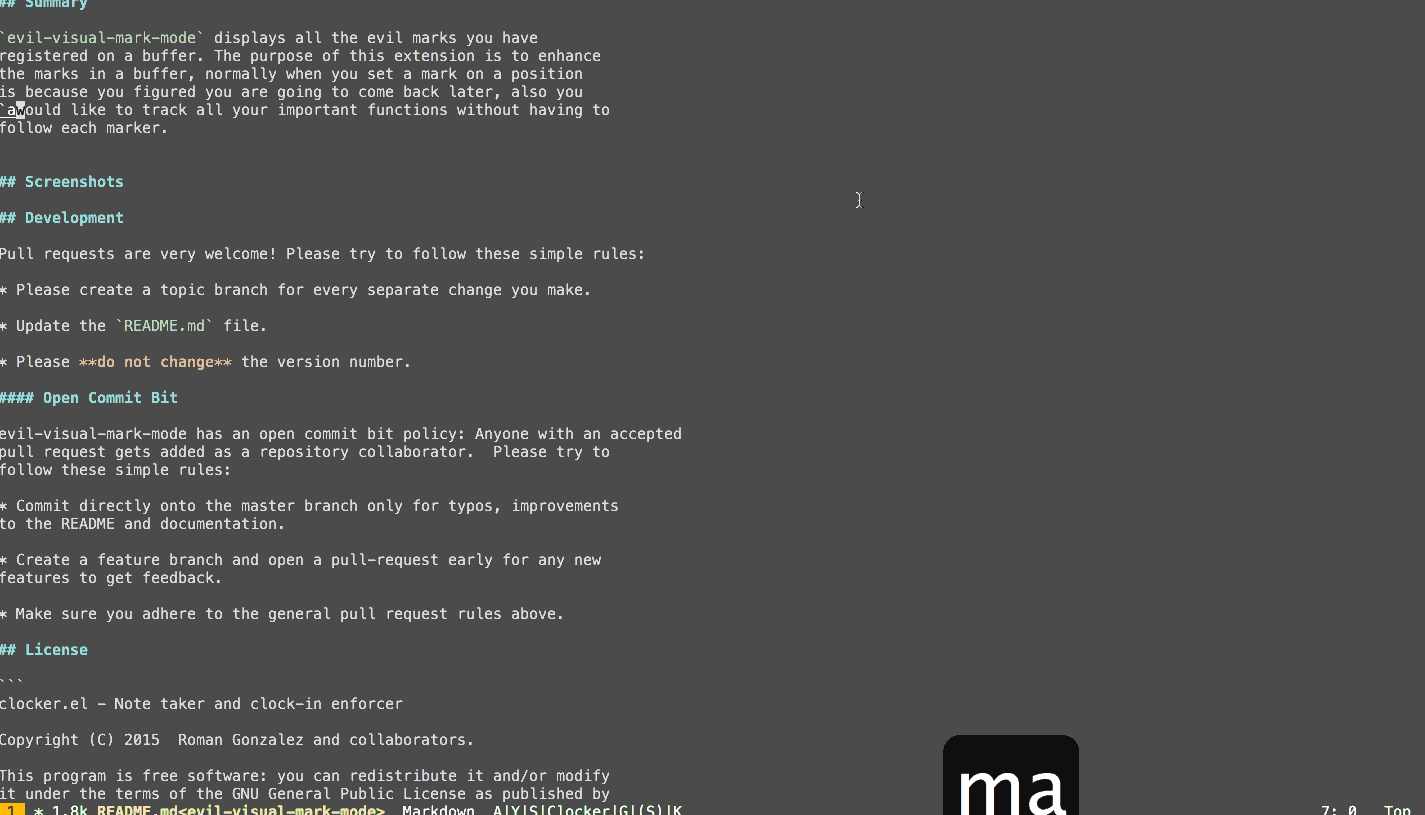 ## Summary
`evil-visual-mark-mode` displays all the evil marks you have
registered on a buffer. The purpose of this extension is to enhance
the marks in a buffer, normally when you set a mark on a position
is because you figured you are going to come back later, also you
`awould like to track all your important functions without having to
follow each marker.
## Screenshots
## Development
Pull requests are very welcome! Please try to follow these simple rules:
* Please create a topic branch for every separate change you make.
* Update the `README.md` file.
* Please **do not change** the version number.
#### Open Commit Bit
evil-visual-mark-mode has an open commit bit policy: Anyone with an accepted
pull request gets added as a repository collaborator.  Please try to
follow these simple rules:
* Commit directly onto the master branch only for typos, improvements
to the README and documentation.
* Create a feature branch and open a pull-request early for any new
features to get feedback.
* Make sure you adhere to the general pull request rules above.
## License
```
clocker.el - Note taker and clock-in enforcer
Copyright (C) 2015  Roman Gonzalez and collaborators.
This program is free software: you can redistribute it and/or modify
it under the terms of the GNU General Public License as published by
ma
1 * 1.8k README.md<evil-visual-mark-mode>  Markdown  A|Y|S|Clocker|G|(S)|K 7: 0 Top